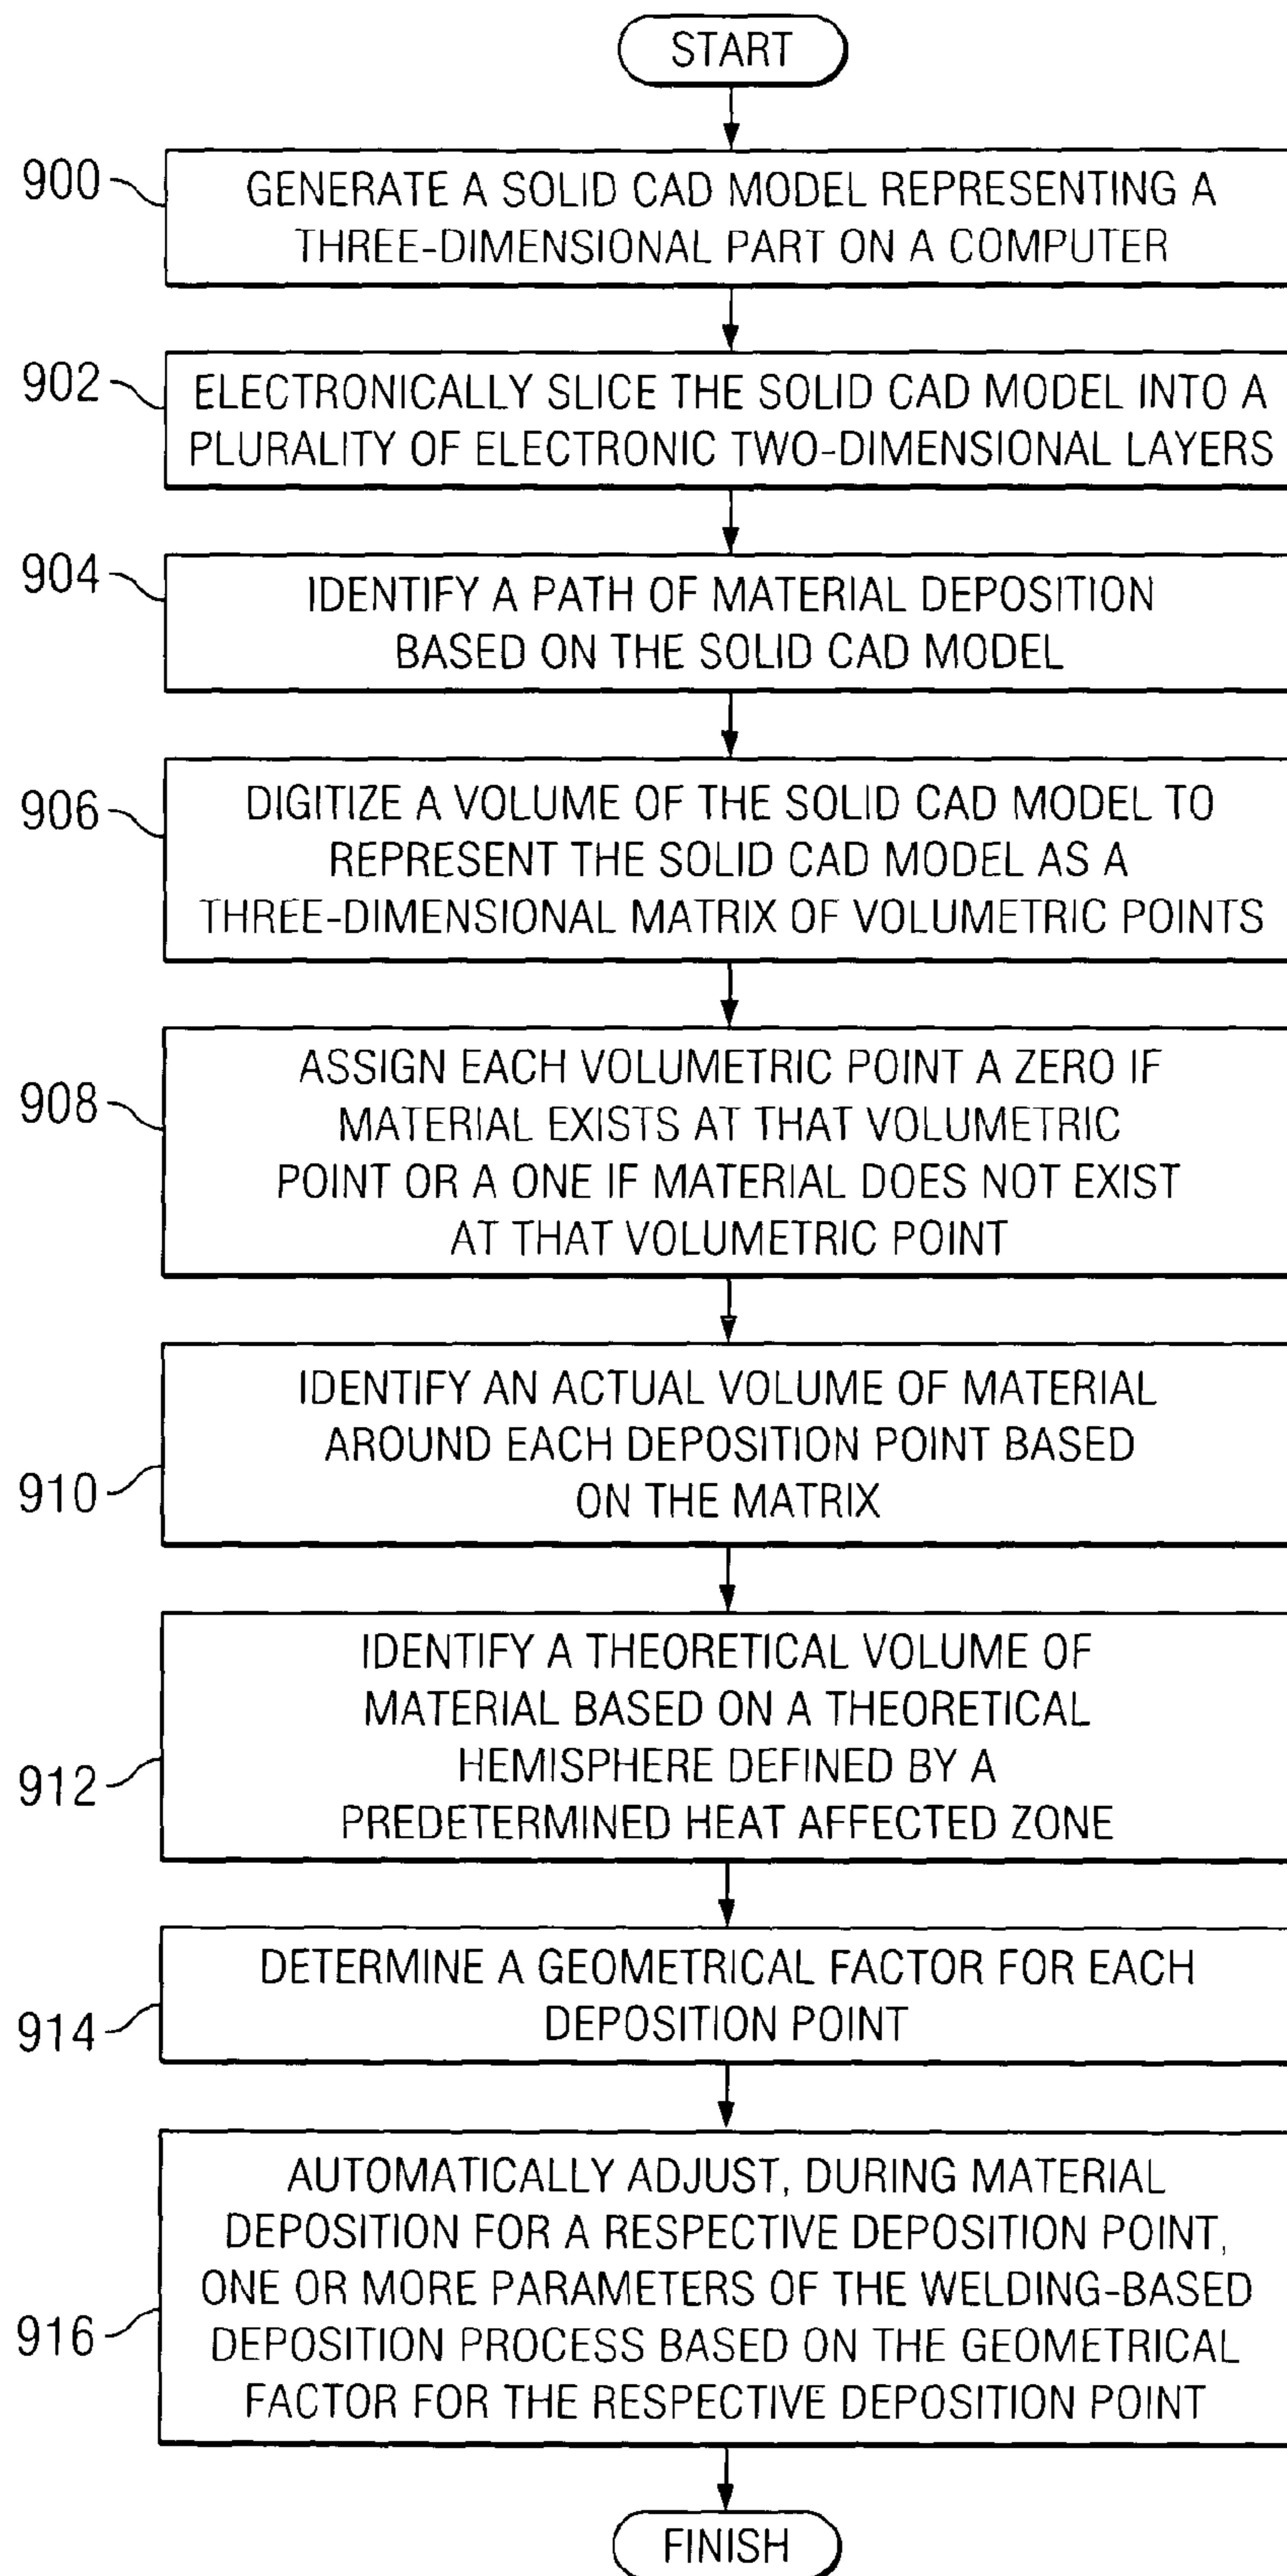 START
900
GENERATE A SOLID CAD MODEL REPRESENTING A
THREE-DIMENSIONAL PART ON A COMPUTER
902
ELECTRONICALLY SLICE THE SOLID CAD MODEL INTO A
PLURALITY OF ELECTRONIC TWO-DIMENSIONAL LAYERS
904
IDENTIFY A PATH OF MATERIAL DEPOSITION
BASED ON THE SOLID CAD MODEL
906
DIGITIZE A VOLUME OF THE SOLID CAD MODEL TO
REPRESENT THE SOLID CAD MODEL AS A
THREE-DIMENSIONAL MATRIX OF VOLUMETRIC POINTS
908
ASSIGN EACH VOLUMETRIC POINT A ZERO IF
MATERIAL EXISTS AT THAT VOLUMETRIC
POINT OR A ONE IF MATERIAL DOES NOT EXIST
AT THAT VOLUMETRIC POINT
910
IDENTIFY AN ACTUAL VOLUME OF MATERIAL
AROUND EACH DEPOSITION POINT BASED
ON THE MATRIX
912
IDENTIFY A THEORETICAL VOLUME OF
MATERIAL BASED ON A THEORETICAL
HEMISPHERE DEFINED BY A
PREDETERMINED HEAT AFFECTED ZONE
914
DETERMINE A GEOMETRICAL FACTOR FOR EACH
DEPOSITION POINT
916
AUTOMATICALLY ADJUST, DURING MATERIAL
DEPOSITION FOR A RESPECTIVE DEPOSITION POINT,
ONE OR MORE PARAMETERS OF THE WELDING-BASED
DEPOSITION PROCESS BASED ON THE GEOMETRICAL
FACTOR FOR THE RESPECTIVE DEPOSITION POINT
FINISH